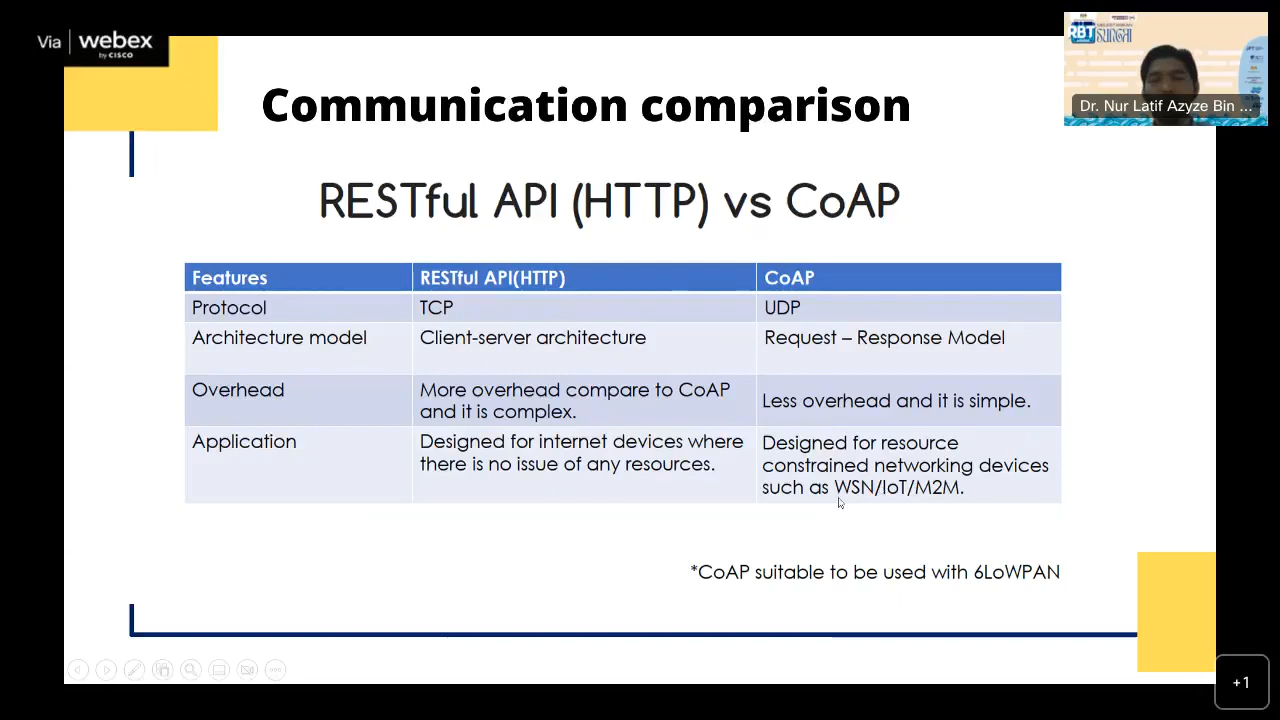 Via webex
by CISCO
RBT
SUNGAI
Dr. Nur Latif Azyze Bin ...
Communication comparison
RESTful API (HTTP) vs CoAP
Features RESTful API(HTTP) CoAP
Protocol TCP UDP
Architecture model Client-server architecture Request – Response Model
Overhead More overhead compare to CoAP
and it is complex. Less overhead and it is simple.
Application Designed for internet devices where
there is no issue of any resources.
Designed for resource
constrained networking devices
such as WSN/IoT/M2M.
*CoAP suitable to be used with 6LoWPAN
+1